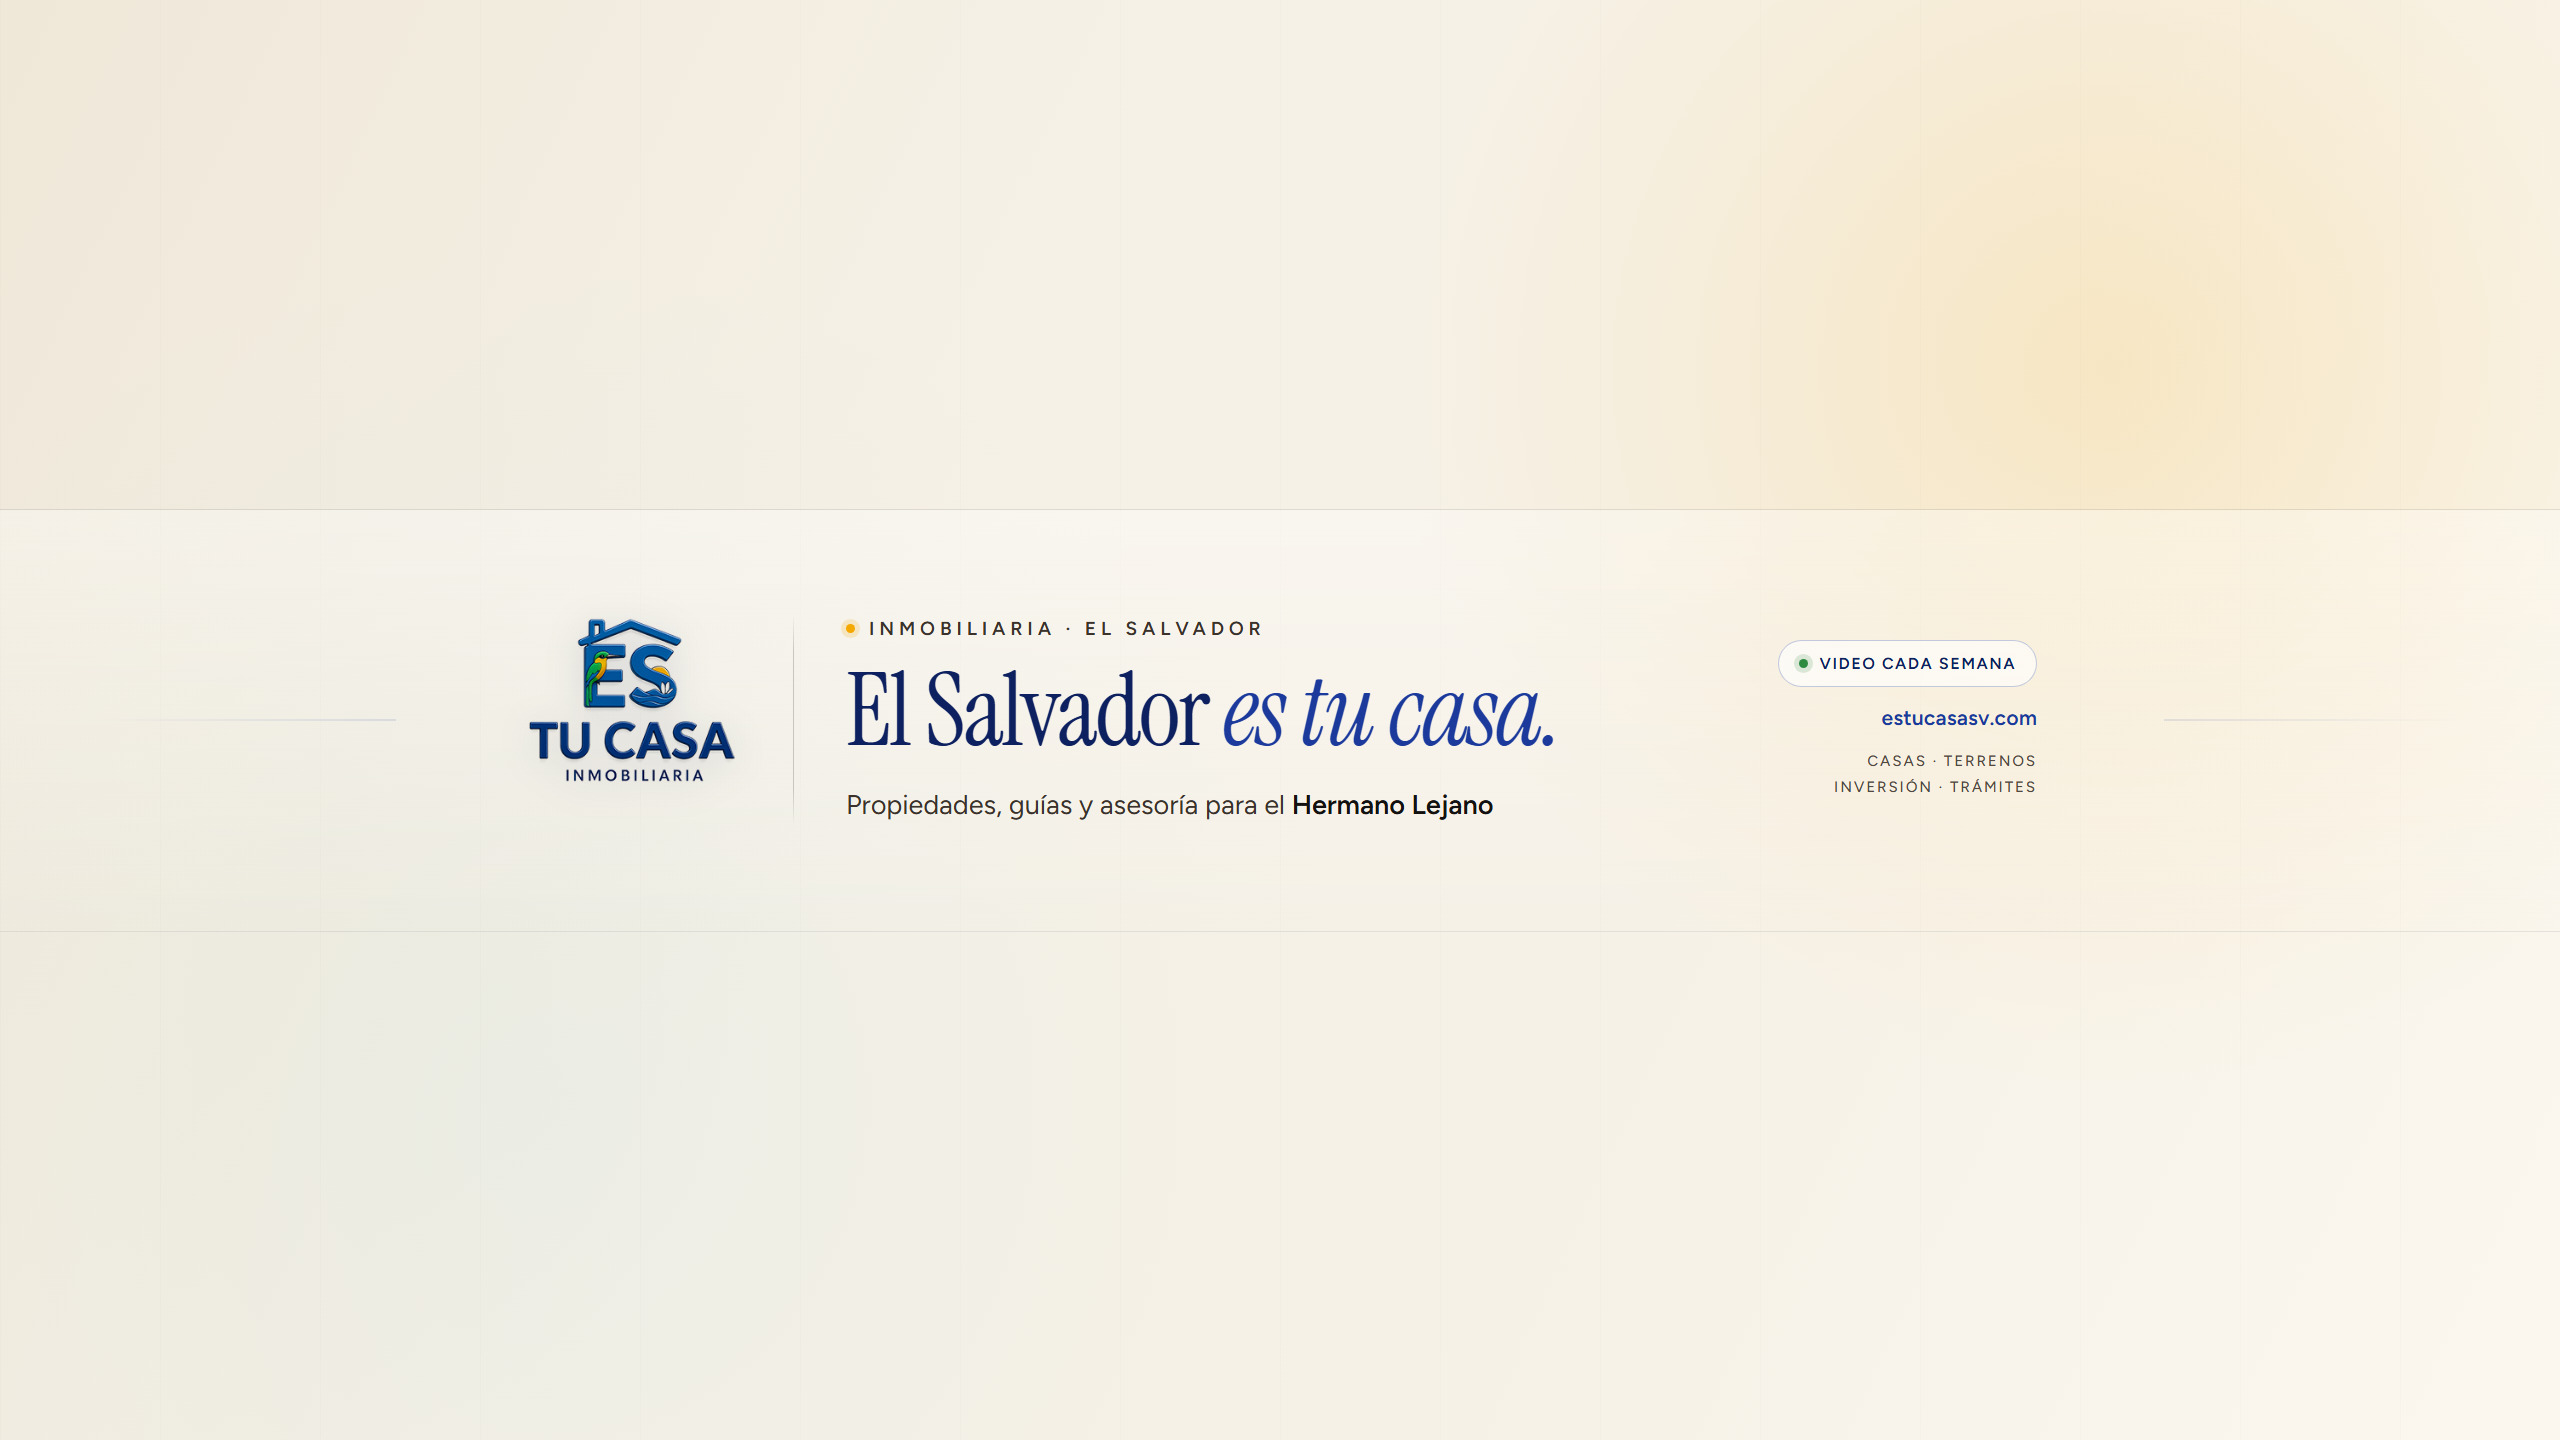 ES
TU CASA
INMOBILIARIA
INMOBILIARIA · EL SALVADOR
El Salvador es tu casa.
Propiedades, guías y asesoría para el Hermano Lejano
VIDEO CADA SEMANA
estucasasv.com
CASAS · TERRENOS
INVERSIÓN · TRÁMITES